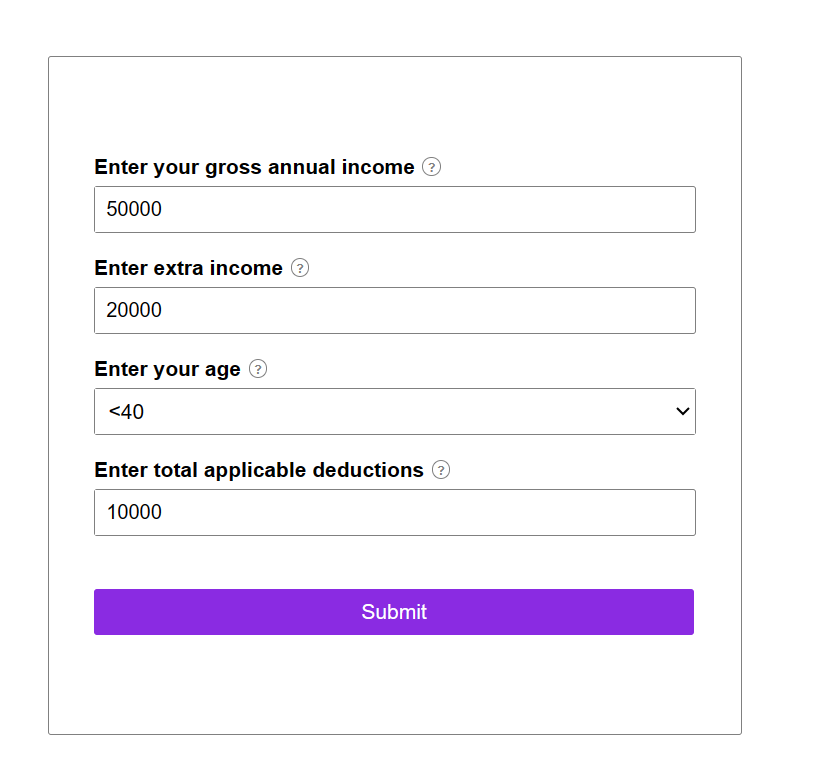 Enter your gross annual income ?
50000
Enter extra income ?
20000
Enter your age ?
<40
Enter total applicable deductions ?
10000
Submit